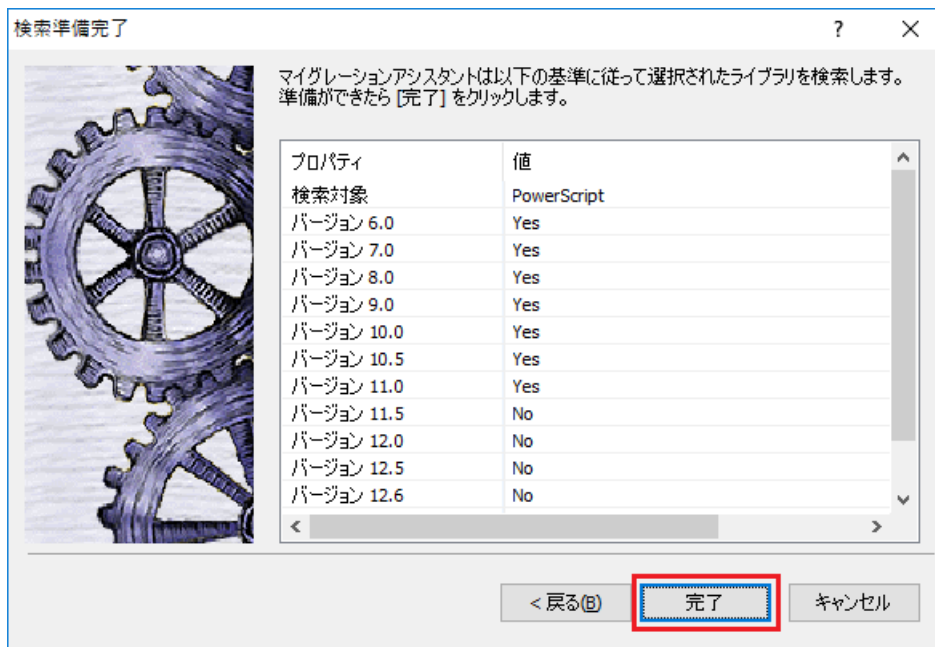 検索準備完了
?
マイグレーションアシスタントは以下の基準に従って選択されたライブラリを検索します。
準備ができたら [完了] をクリックします。
プロパティ 値
検索対象 PowerScript
バージョン 6.0 Yes
バージョン 7.0 Yes
バージョン 8.0 Yes
バージョン 9.0 Yes
バージョン 10.0 Yes
バージョン 10.5 Yes
バージョン 11.0 Yes
バージョン 11.5 No
バージョン 12.0 No
バージョン 12.5 No
バージョン 12.6 No
< 戻る(B) 完了 キャンセル